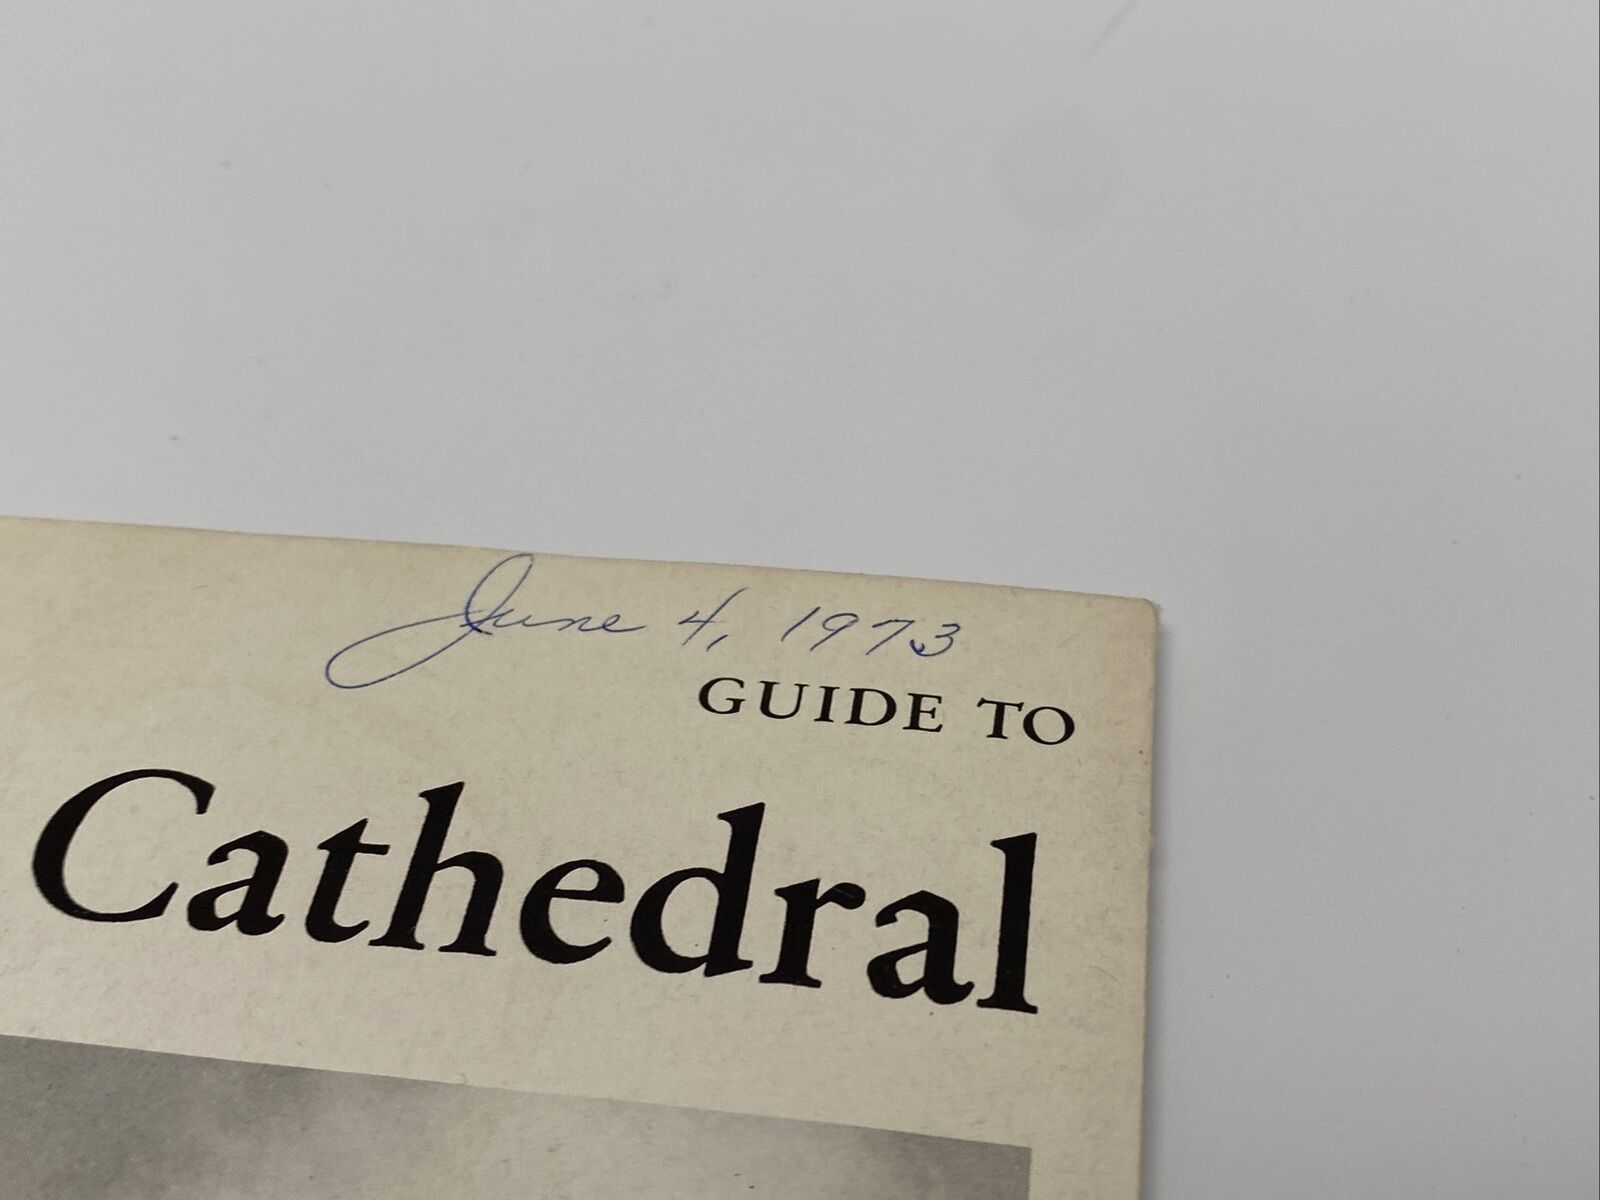 June 4, 1973
GUIDE TO
Cathedral